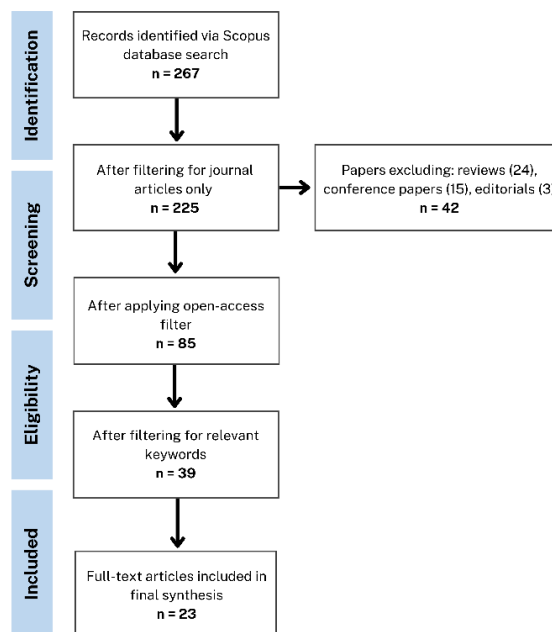 Identification
Records identified via Scopus
database search
n = 267
After filtering for journal
articles only
n = 225
Papers excluding: reviews (24),
conference papers (15), editorials (3)
n = 42
Screening
After applying open-access
filter
n = 85
Eligibility
After filtering for relevant
keywords
n = 39
Included
Full-text articles included in
final synthesis
n = 23